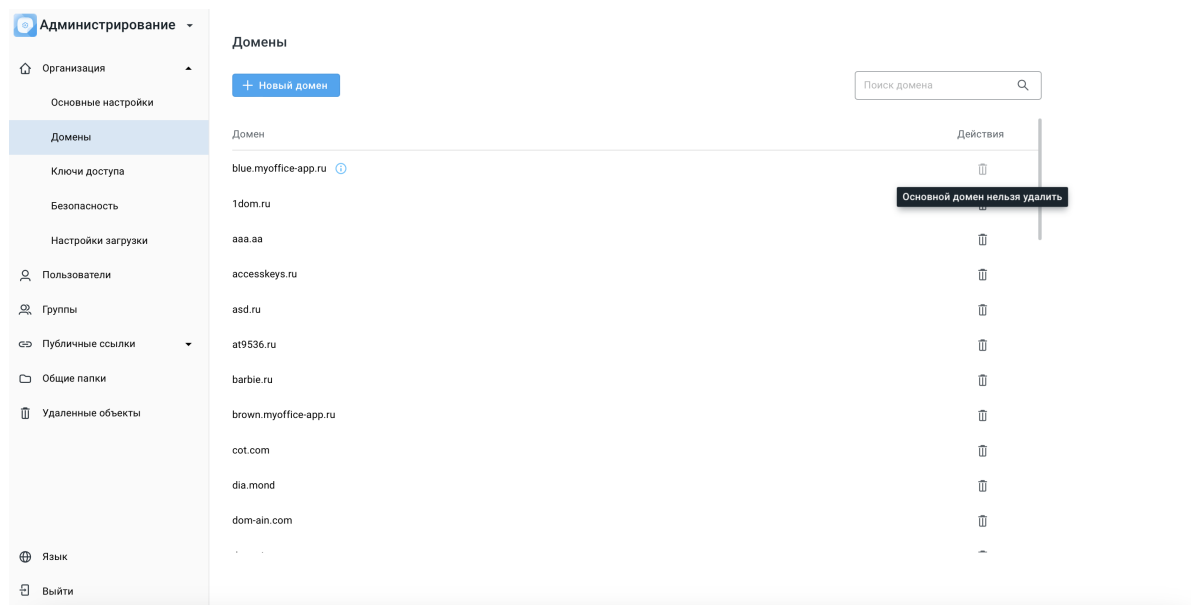 Администрирование
Организация
Основные настройки
Домены
Ключи доступа
Безопасность
Настройки загрузки
Пользователи
Группы
Публичные ссылки
Общие папки
Удаленные объекты
Язык
Выйти
Домены
Новый домен
Поиск домена
Домен Действия
blue.myoffice-app.ru
Основной домен нельзя удалить
1dom.ru
aaa.aa
accesskeys.ru
asd.ru
at9536.ru
barbie.ru
brown.myoffice-app.ru
cot.com
dia.mond
dom-ain.com